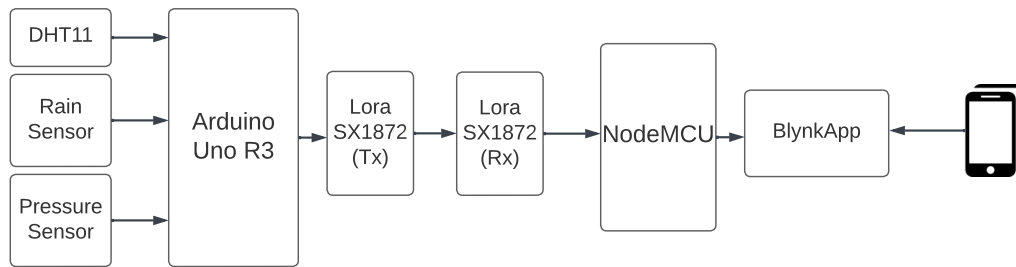 DHT11
Rain
Sensor
Pressure
Sensor
Arduino
Uno R3
Lora
SX1872
(Tx)
Lora
SX1872
(Rx)
NodeMCU
BlynkApp